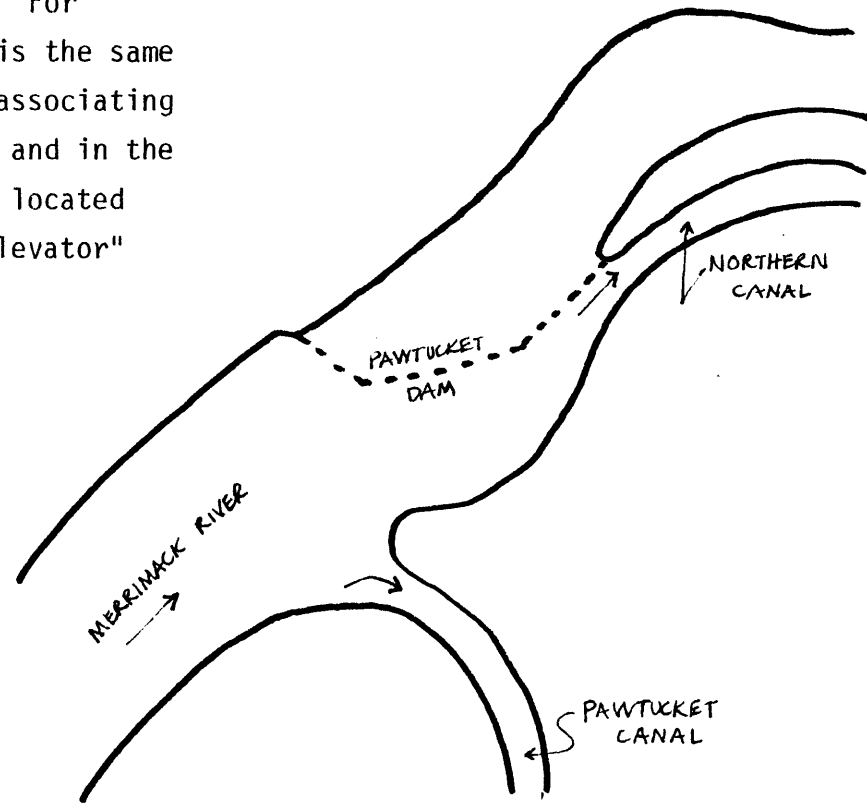 for
is the same
associating
and in the
located
levator"
NORTHERN
CANAL
PAWTUCKET
DAM
MERRIMACK RIVER
PAWTUCKET
CANAL